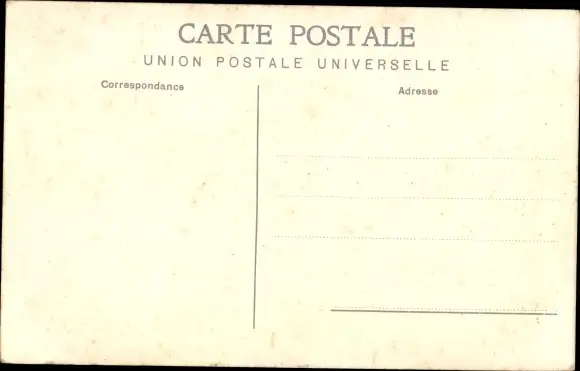 CARTE POSTALE
UNION POSTALE UNIVERSELLE
Correspondance
Adresse